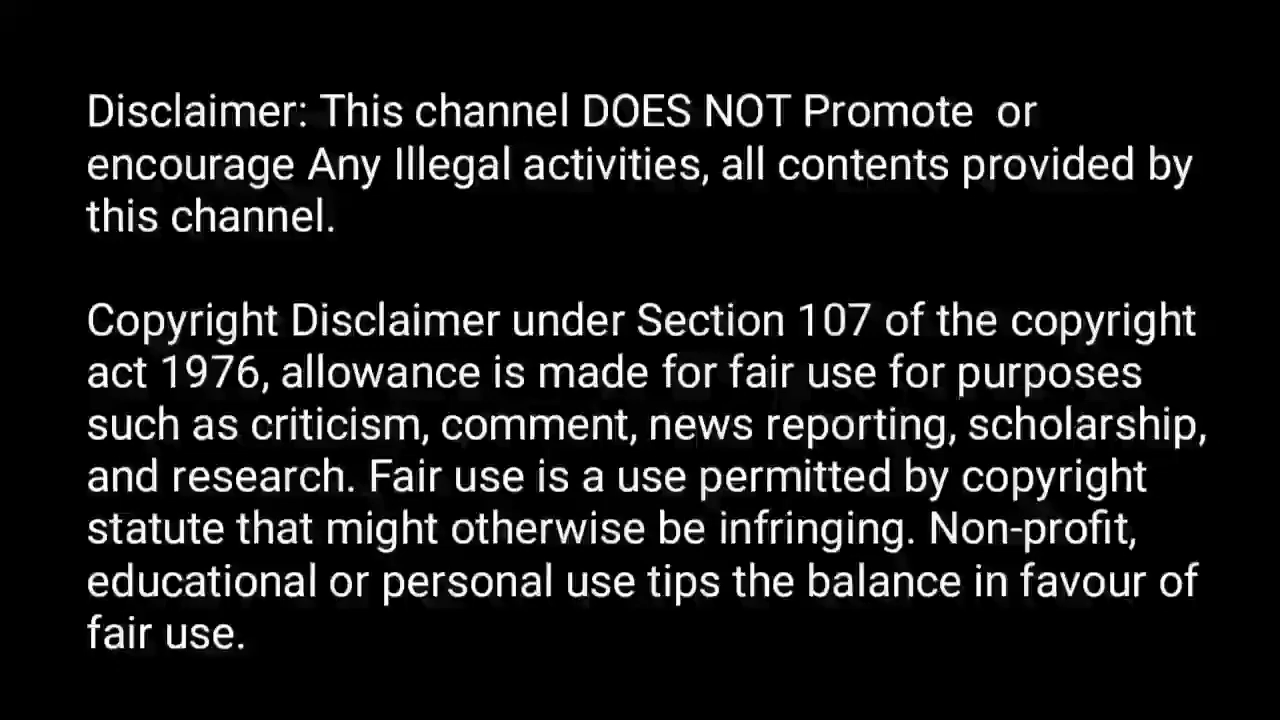 Disclaimer: This channel DOES NOT Promote  or
encourage Any Illegal activities, all contents provided by
this channel.
Copyright Disclaimer under Section 107 of the copyright
act 1976, allowance is made for fair use for purposes
such as criticism, comment, news reporting, scholarship,
and research. Fair use is a use permitted by copyright
statute that might otherwise be infringing. Non-profit,
educational or personal use tips the balance in favour of
fair use.